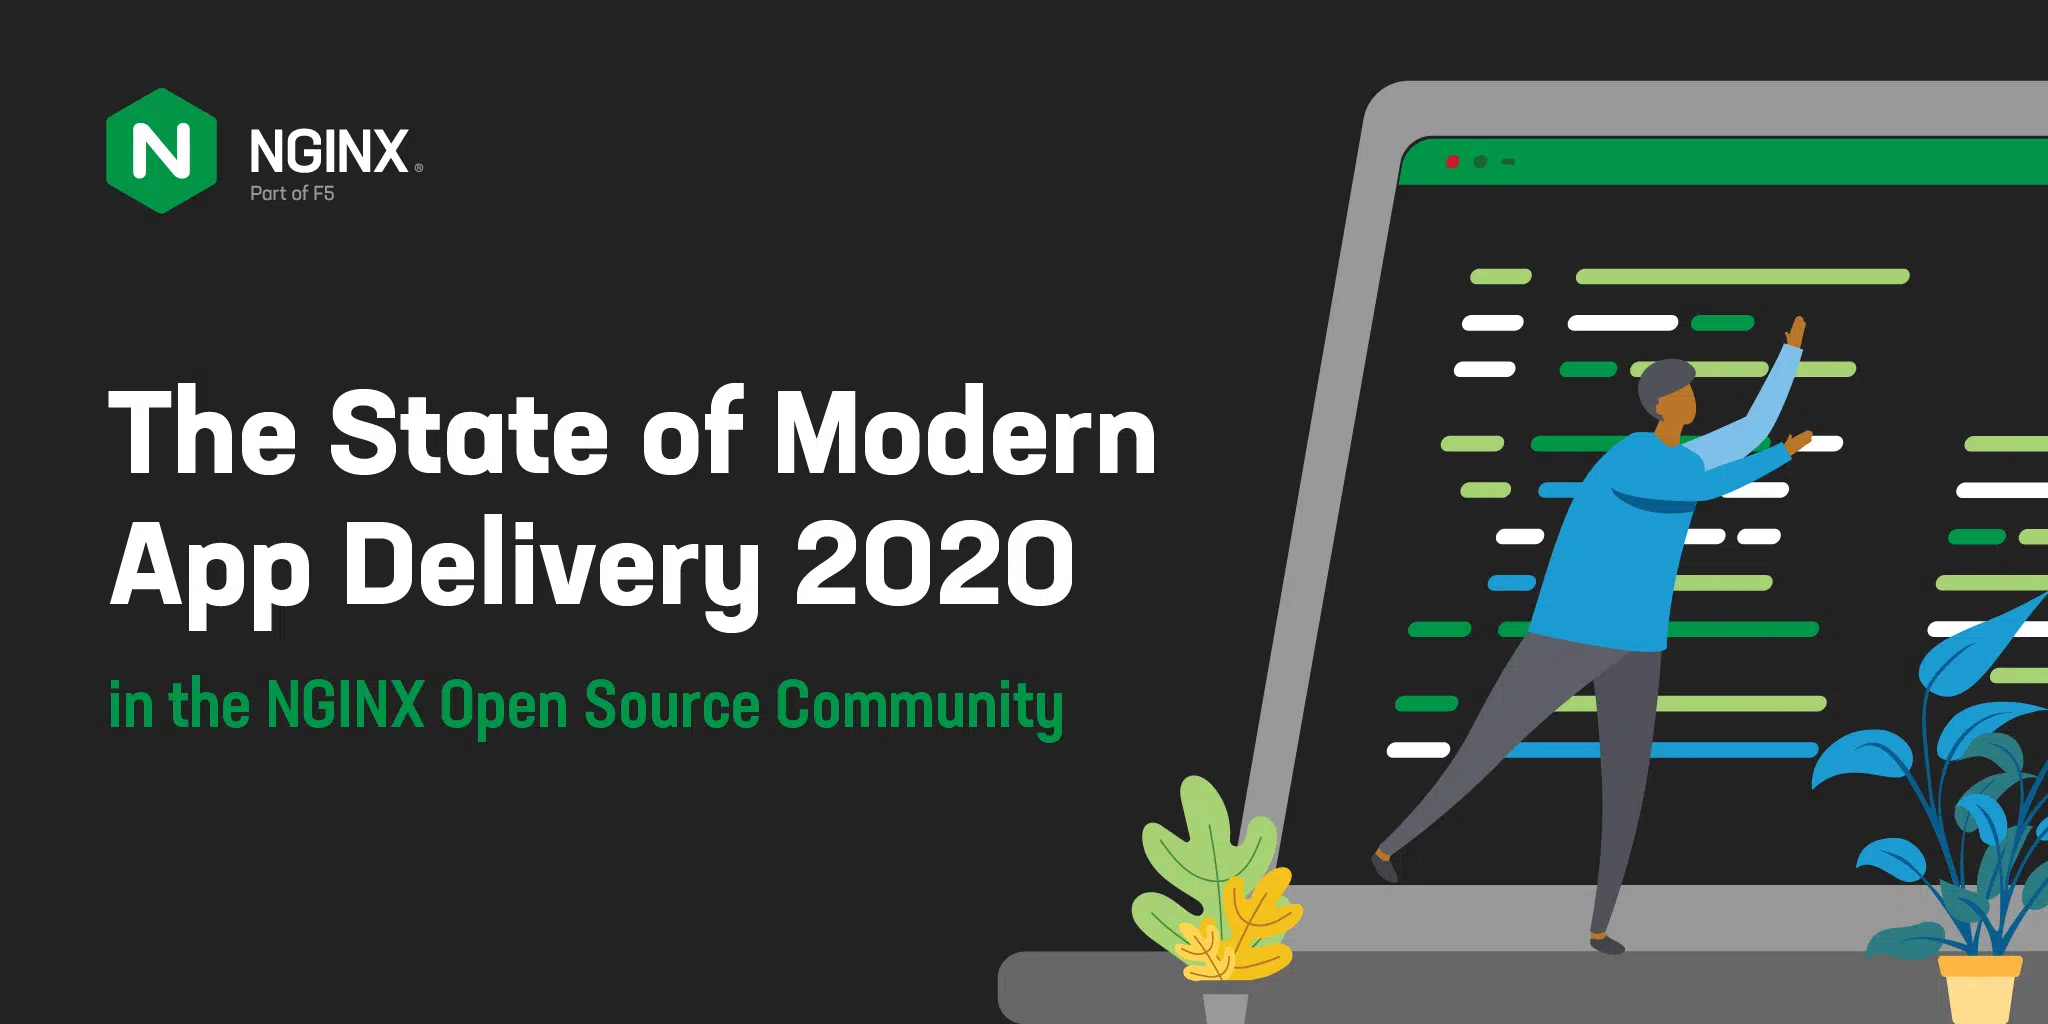 N
NGINX®
Part of F5
The State of Modern
App Delivery 2020
in the NGINX Open Source Community